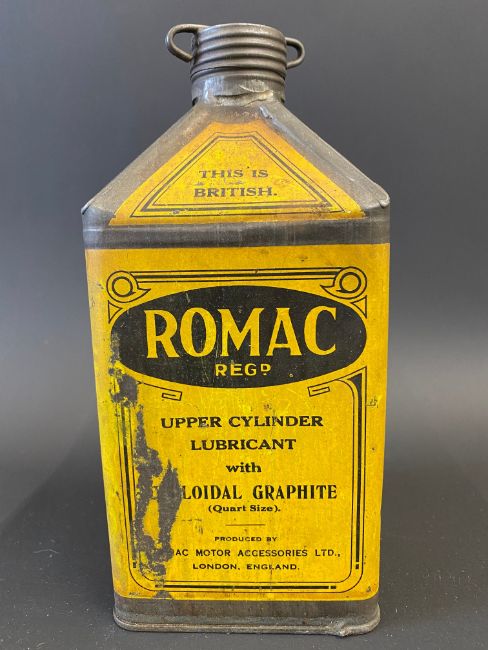 THIS IS
BRITISH.
ROMAC
REGD
UPPER CYLINDER
LUBRICANT
with
LOIDAL GRAPHITE
(Quart Size).
PRODUCED BY
AC MOTOR ACCESSORIES LTD.,
LONDON, ENGLAND.